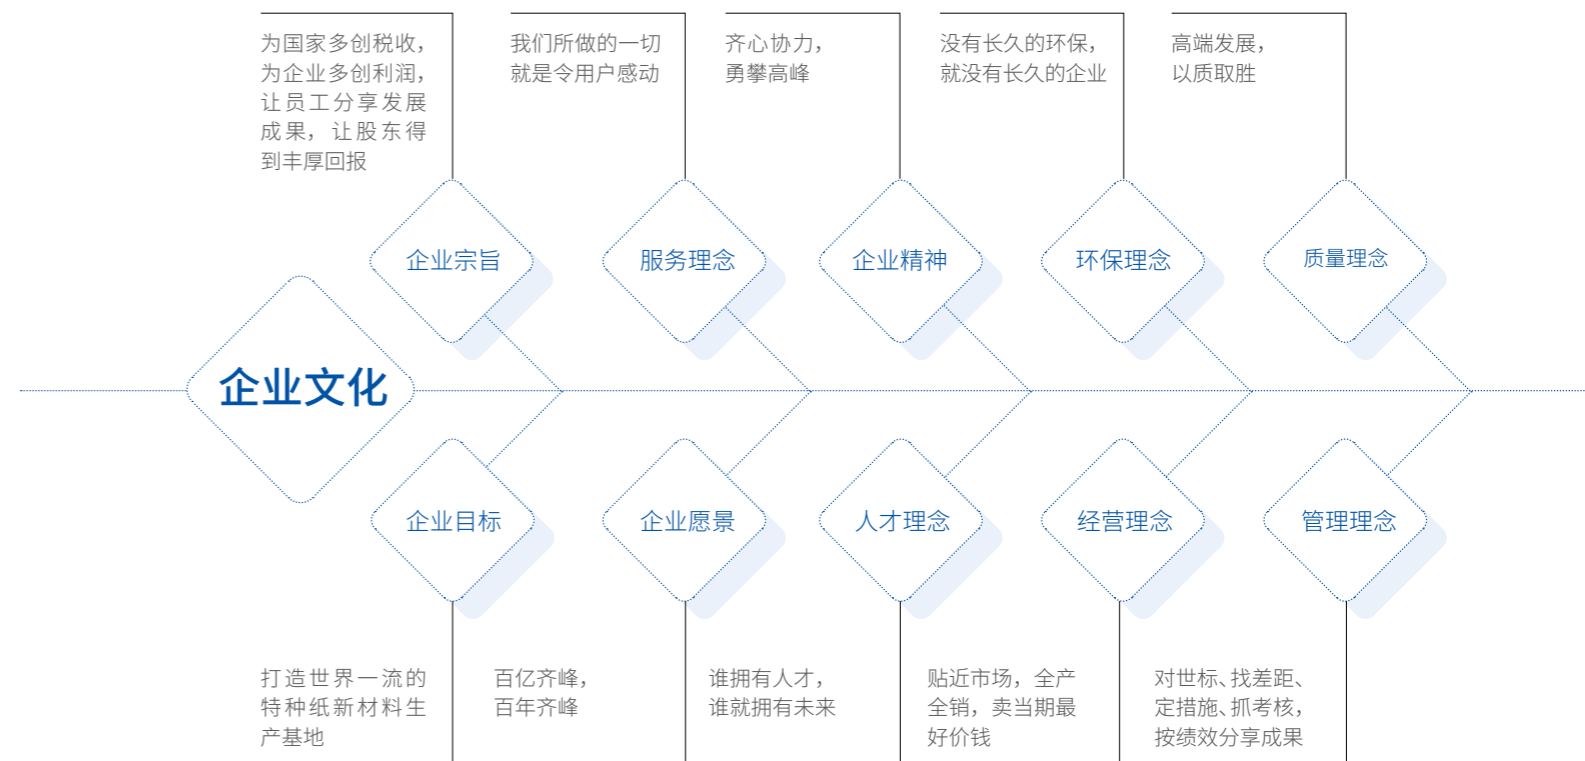 为国家多创税收，
为企业多创利润，
让员工分享发展
成果，让股东得
到丰厚回报
我们所做的一切
就是令用户感动
齐心协力，
勇攀高峰
没有长久的环保，
就没有长久的企业
高端发展，
以质取胜
企业宗旨
服务理念
企业精神
环保理念
质量理念
企业文化
企业目标
企业愿景
人才理念
经营理念
管理理念
打造世界一流的
特种纸新材料生
产基地
百亿齐峰，
百年齐峰
谁拥有人才，
谁就拥有未来
贴近市场，全产
全销，卖当期最
好价钱
对世标、找差距、
定措施、抓考核，
按绩效分享成果